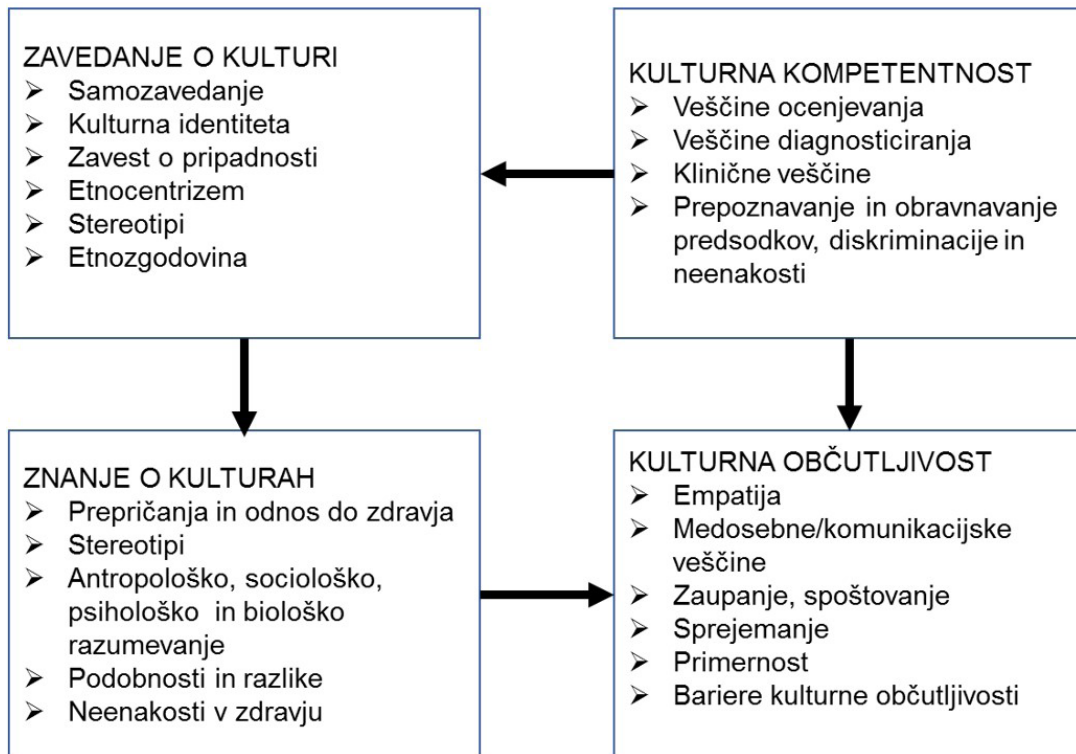 ZAVEDANJE O KULTURI
➢ Samozavedanje
➢ Kulturna identiteta
➢ Zavest o pripadnosti
➢ Etnocentrizem
➢ Stereotipi
➢ Etnozgodovina
KULTURNA KOMPETENTNOST
➢ Veščine ocenjevanja
➢ Veščine diagnosticiranja
➢ Klinične veščine
➢ Prepoznavanje in obravnavanje
predsodkov, diskriminacije in
neenakosti
ZNANJE O KULTURAH
➢ Prepričanja in odnos do zdravja
➢ Stereotipi
➢ Antropološko, sociološko,
psihološko in biološko
razumevanje
➢ Podobnosti in razlike
➢ Neenakosti v zdravju
KULTURNA OBČUTLJIVOST
➢ Empatija
➢ Medosebne/komunikacijske
veščine
➢ Zaupanje, spoštovanje
➢ Sprejemanje
➢ Primernost
➢ Bariere kulturne občutljivosti